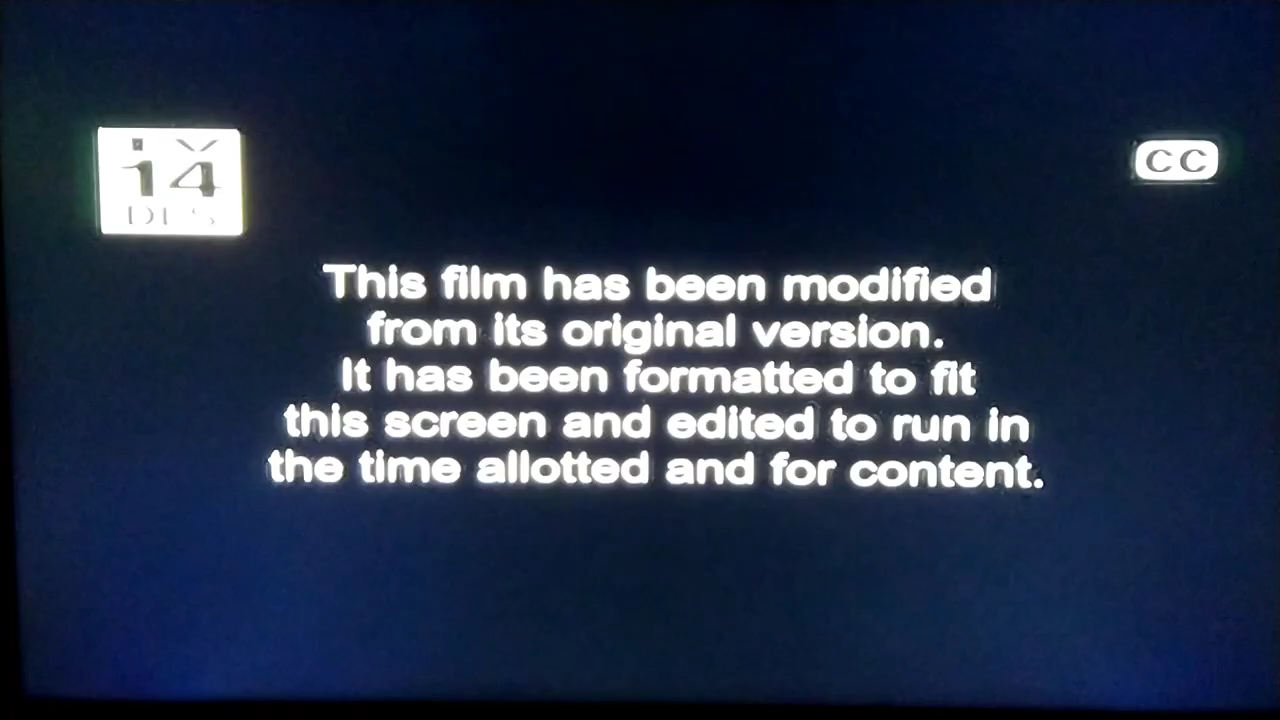 14
CC
This film has been modified
from its original version.
It has been formatted to fit
this screen and edited to run in
the time allotted and for content.